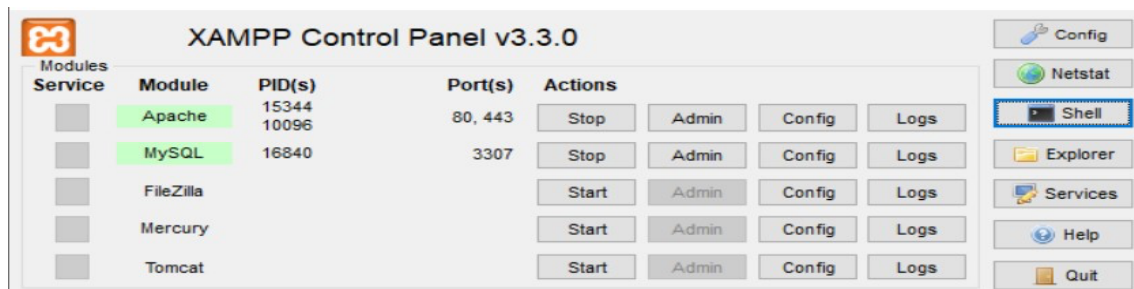 XAMPP Control Panel v3.3.0
Modules
Service Module PID(s) Port(s) Actions
Apache 15344 10096 80, 443 Stop Admin Config Logs
MySQL 16840 3307 Stop Admin Config Logs
FileZilla Start Admin Config Logs
Mercury Start Admin Config Logs
Tomcat Start Admin Config Logs
Config
Netstat
Shell
Explorer
Services
Help
Quit